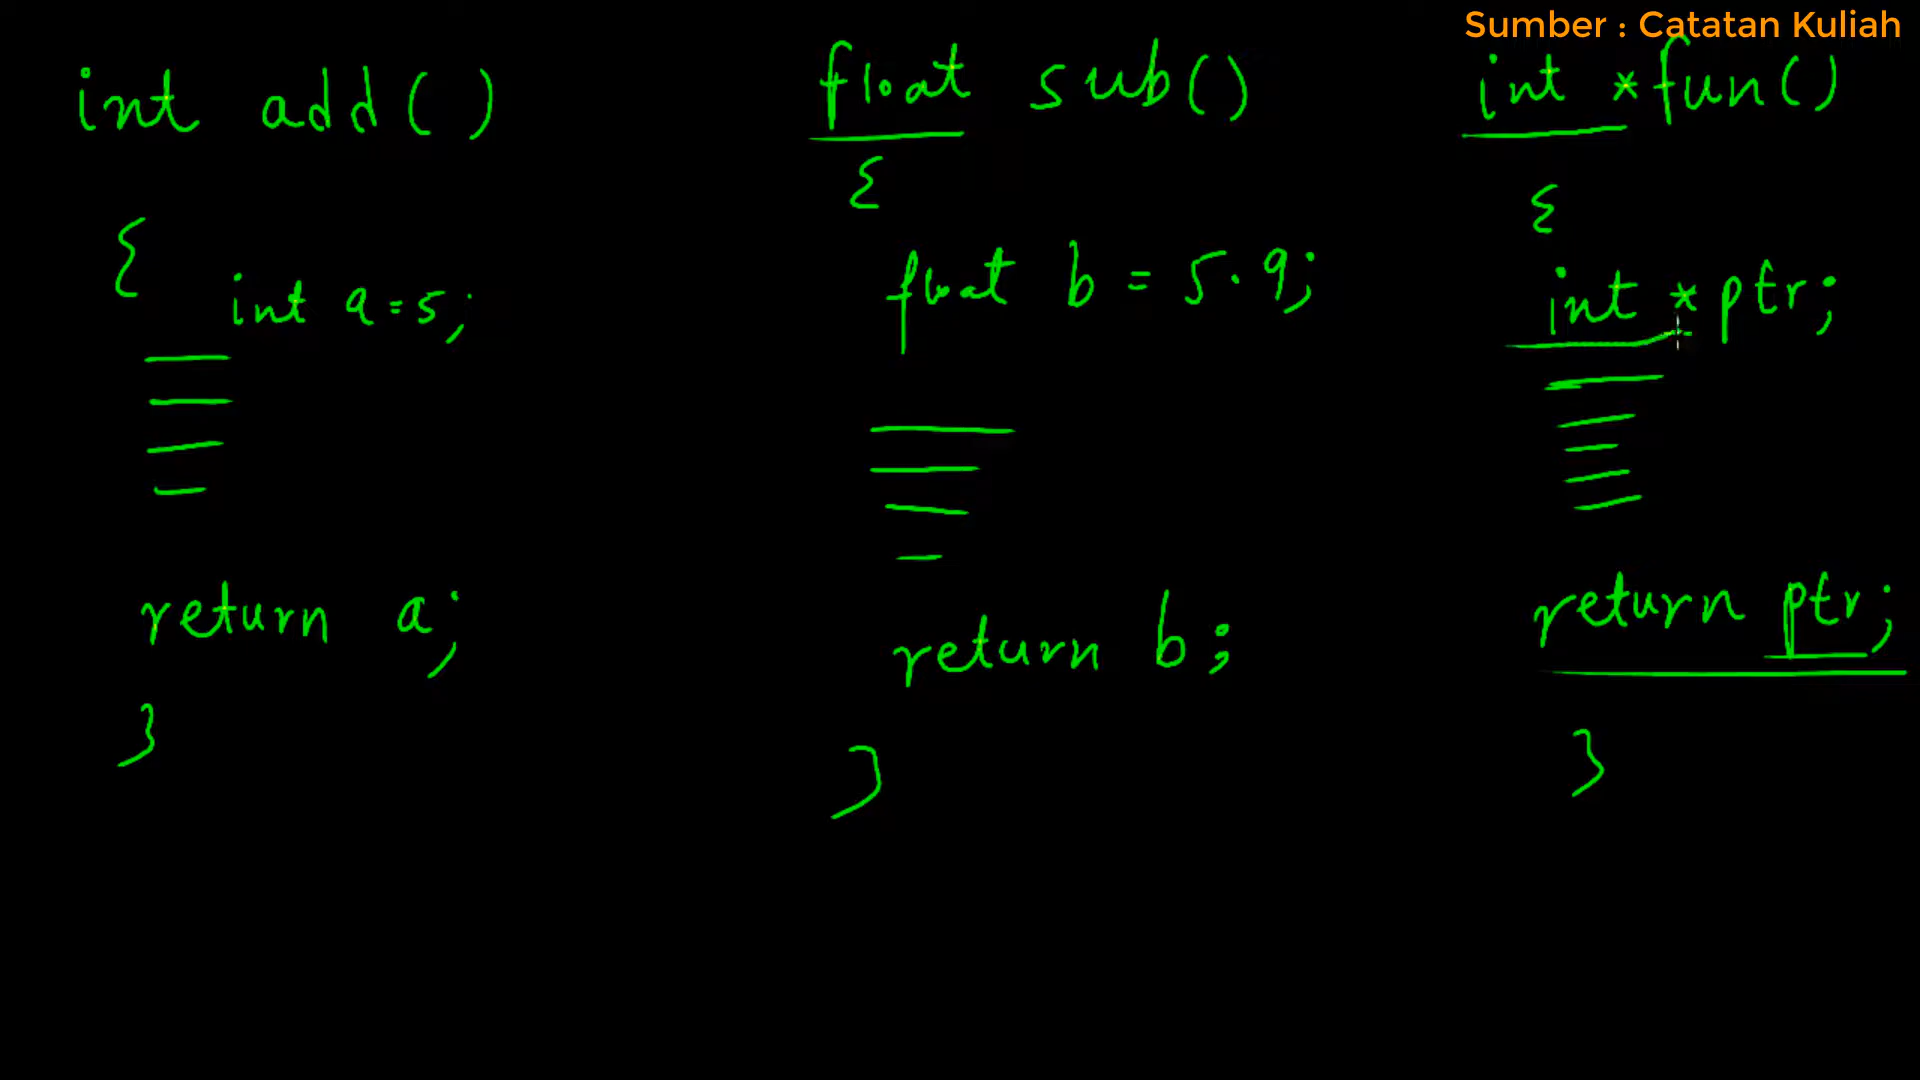 Sumber : Catatan Kuliah
int add()
{
int a=5;
return a;
}
float sub()
{
float b = 5.9;
return b;
}
int *fun()
{
int *ptr;
return ptr;
}